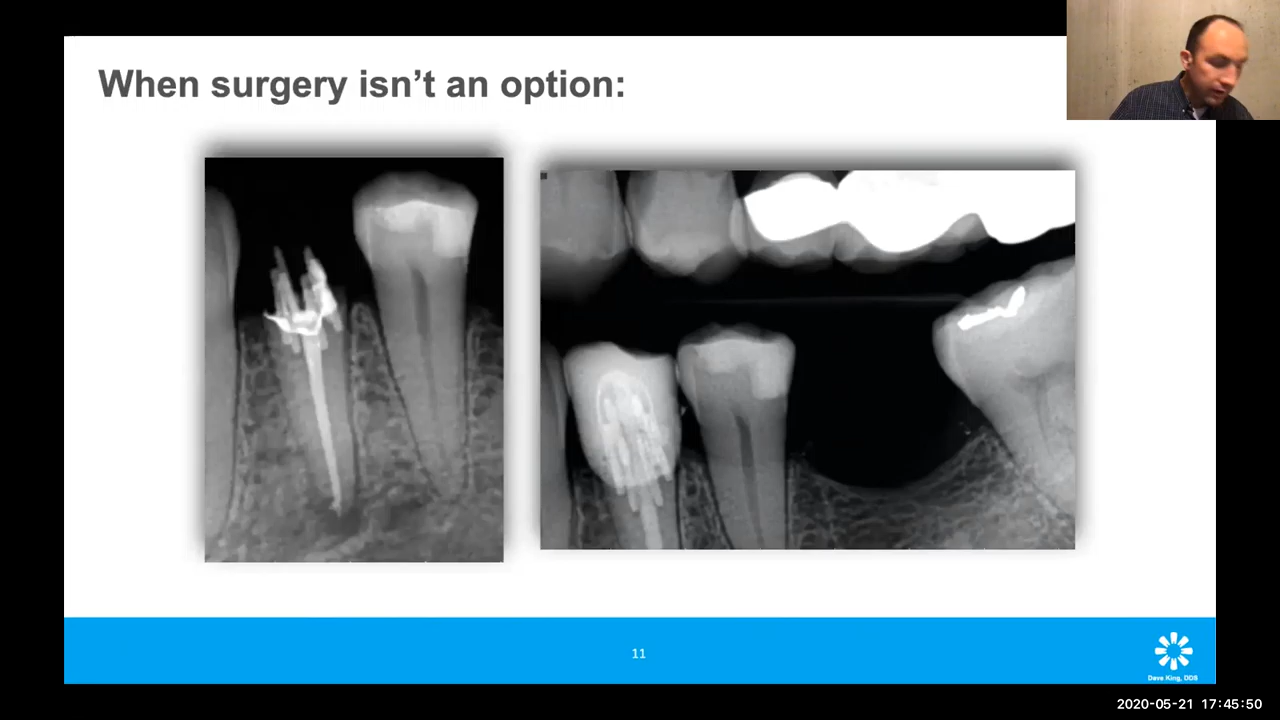 When surgery isn't an option:
11
Dave King, DDS
2020-05-21 17:45:50